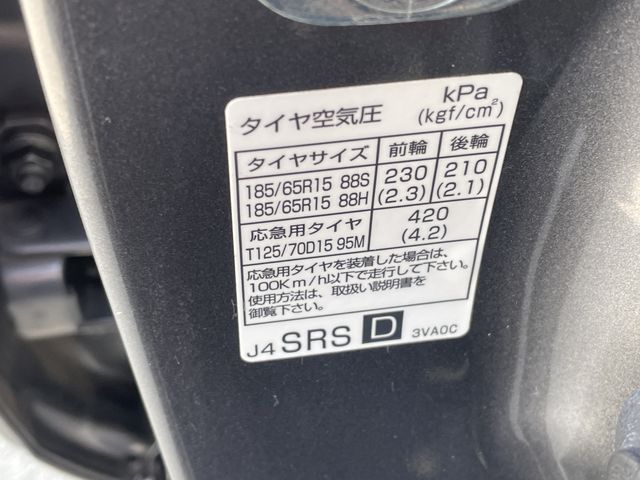 タイヤ空気圧 kPa
(kgf/cm²)
タイヤサイズ 前輪 後輪
185/65R15 88S 230 210
185/65R15 88H (2.3) (2.1)
応急用タイヤ 420
T125/70D15 95M (4.2)
応急用タイヤを装着した場合は、
100Km/h以下で走行して下さい。
使用方法は、取扱い説明書を
御覧下さい。
J4 SRS D 3VA0C